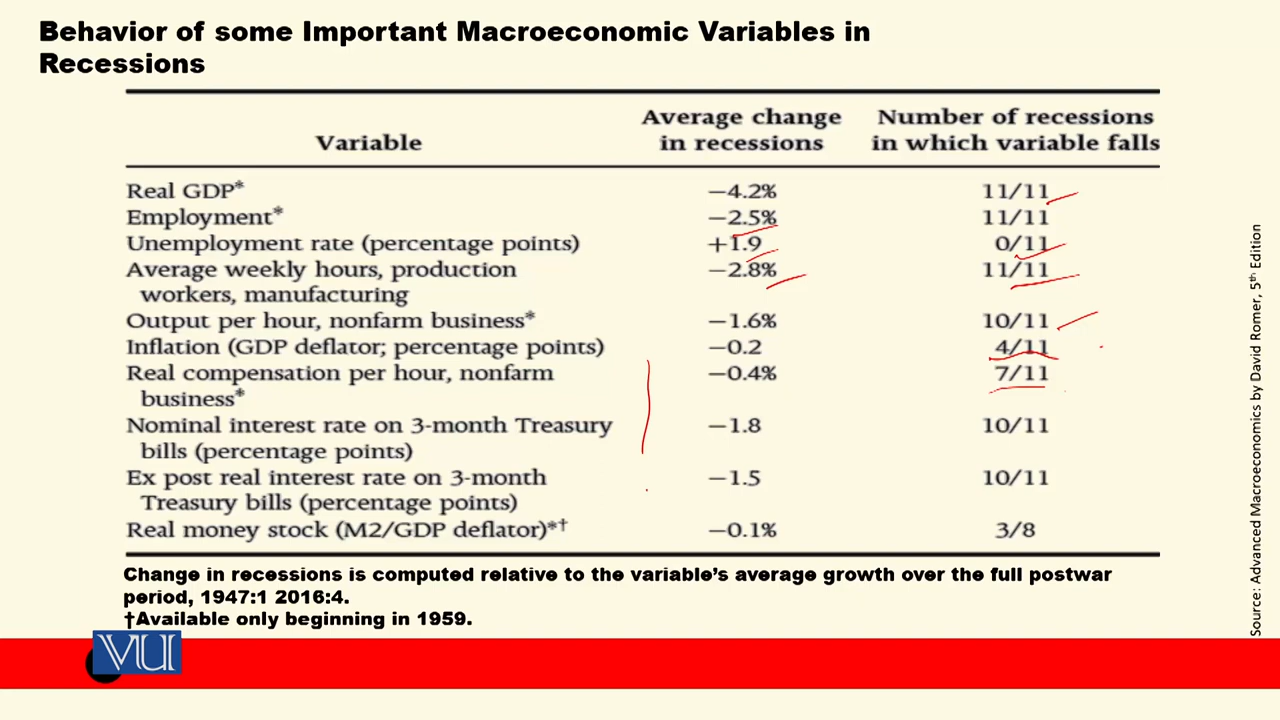 Behavior of some Important Macroeconomic Variables in
Recessions
Variable
Average change
in recessions
Number of recessions
in which variable falls
Real GDP* −4.2% 11/11
Employment* −2.5% 11/11
Unemployment rate (percentage points) +1.9 0/11
Average weekly hours, production −2.8% 11/11
workers, manufacturing
Output per hour, nonfarm business* −1.6% 10/11
Inflation (GDP deflator; percentage points) −0.2 4/11
Real compensation per hour, nonfarm −0.4% 7/11
business*
Nominal interest rate on 3-month Treasury −1.8 10/11
bills (percentage points)
Ex post real interest rate on 3-month −1.5 10/11
Treasury bills (percentage points)
Real money stock (M2/GDP deflator)*† −0.1% 3/8
Change in recessions is computed relative to the variable's average growth over the full postwar
period, 1947:1 2016:4.
†Available only beginning in 1959.
Source: Advanced Macroeconomics by David Romer, 5th Edition
VU